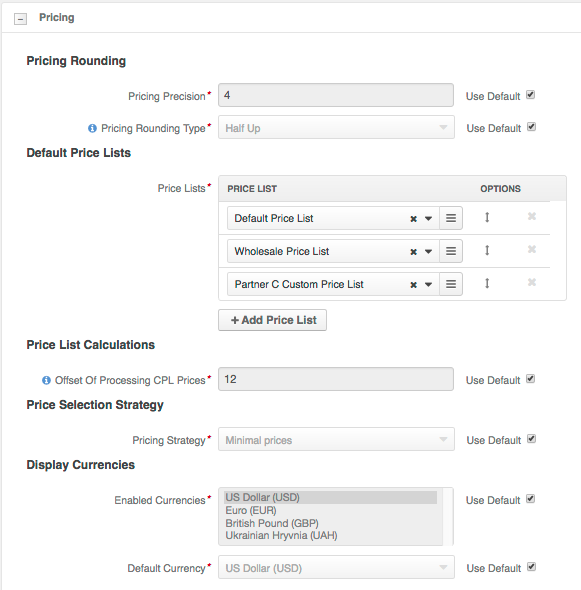 Pricing
Pricing Rounding
Pricing Precision* 4 Use Default
Pricing Rounding Type* Half Up Use Default
Default Price Lists
Price Lists* PRICE LIST OPTIONS
Default Price List
Wholesale Price List
Partner C Custom Price List
+ Add Price List
Price List Calculations
Offset Of Processing CPL Prices* 12 Use Default
Price Selection Strategy
Pricing Strategy* Minimal prices Use Default
Display Currencies
Enabled Currencies* US Dollar (USD) Use Default
Euro (EUR)
British Pound (GBP)
Ukrainian Hryvnia (UAH)
Default Currency* US Dollar (USD) Use Default